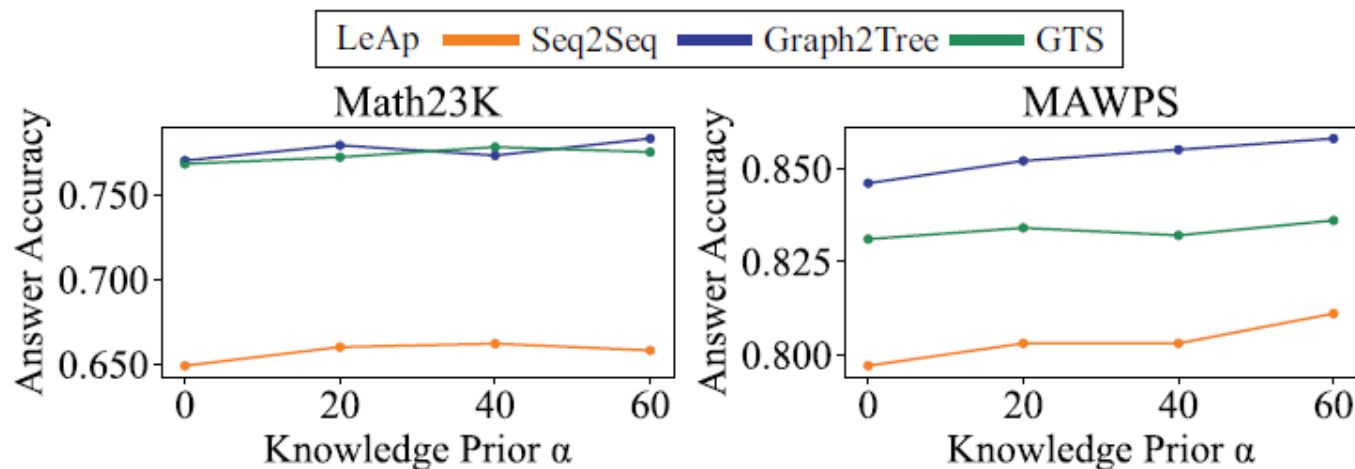 LeAp Seq2Seq Graph2Tree GTS
Math23K
Answer Accuracy
0.750
0.700
0.650
0 20 40 60
Knowledge Prior α
MAWPS
Answer Accuracy
0.850
0.825
0.800
0 20 40 60
Knowledge Prior α